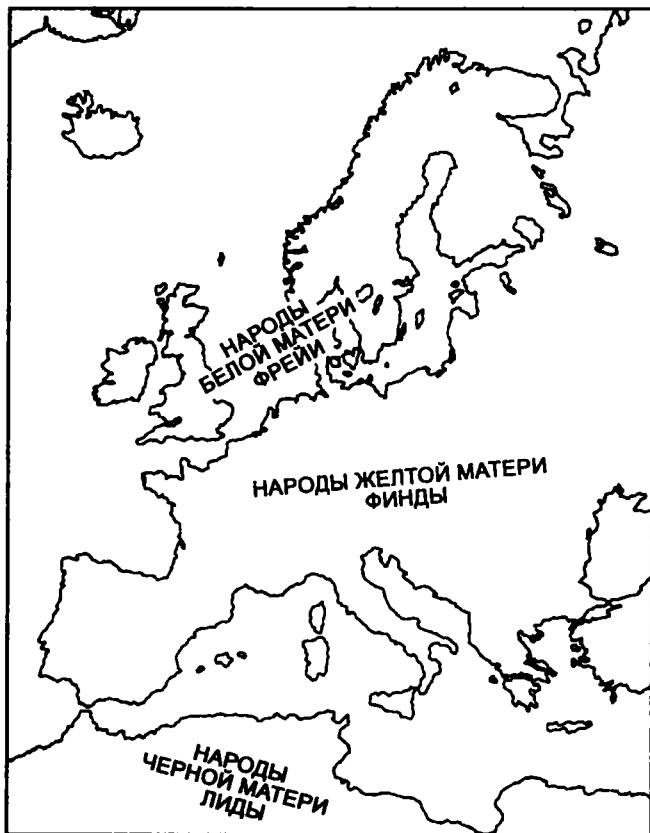 НАРОДЫ
БЕЛОЙ МАТЕРИ
ФРЕЙИ
НАРОДЫ ЖЕЛТОЙ МАТЕРИ
ФИНДЫ
НАРОДЫ
ЧЕРНОЙ МАТЕРИ
ЛИДЫ